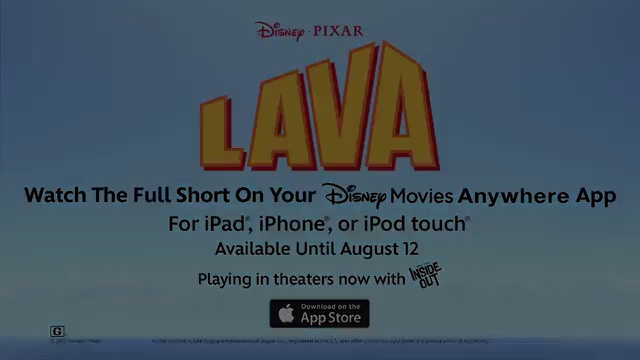 Disney · PIXAR
LAVA
Watch The Full Short On Your Disney Movies Anywhere App
For iPad®, iPhone®, or iPod touch®
Available Until August 12
Playing in theaters now with INSIDE OUT
Download on the
App Store
G